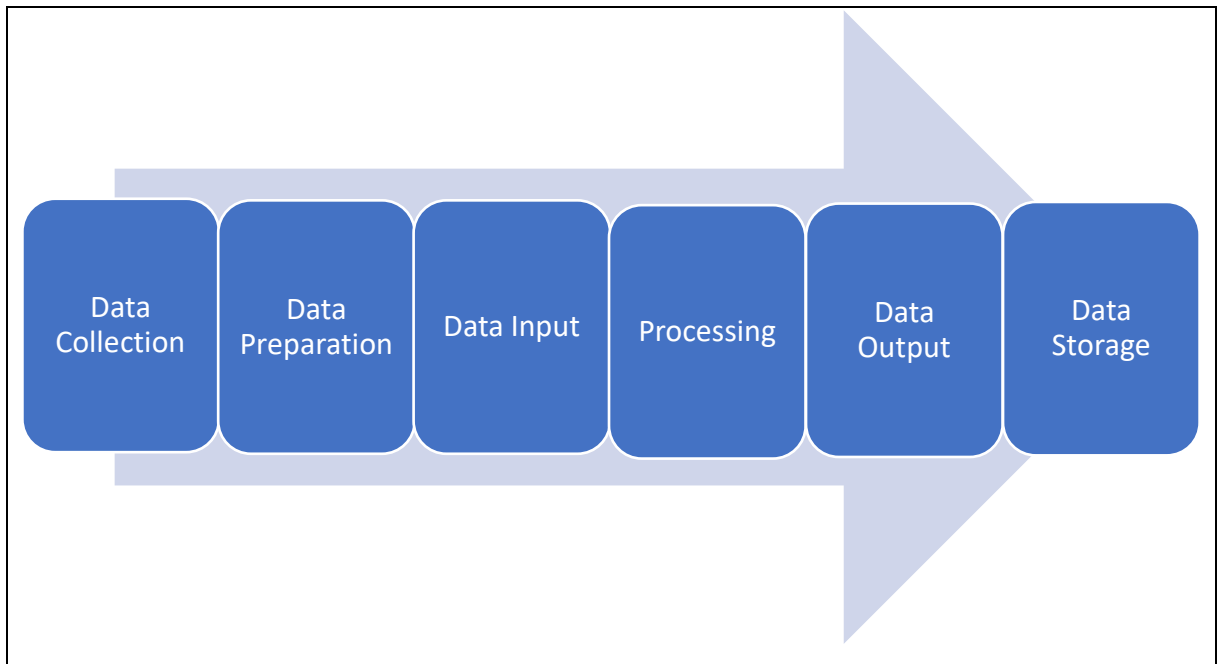 Data
Collection
Data
Preparation
Data Input
Processing
Data
Output
Data
Storage